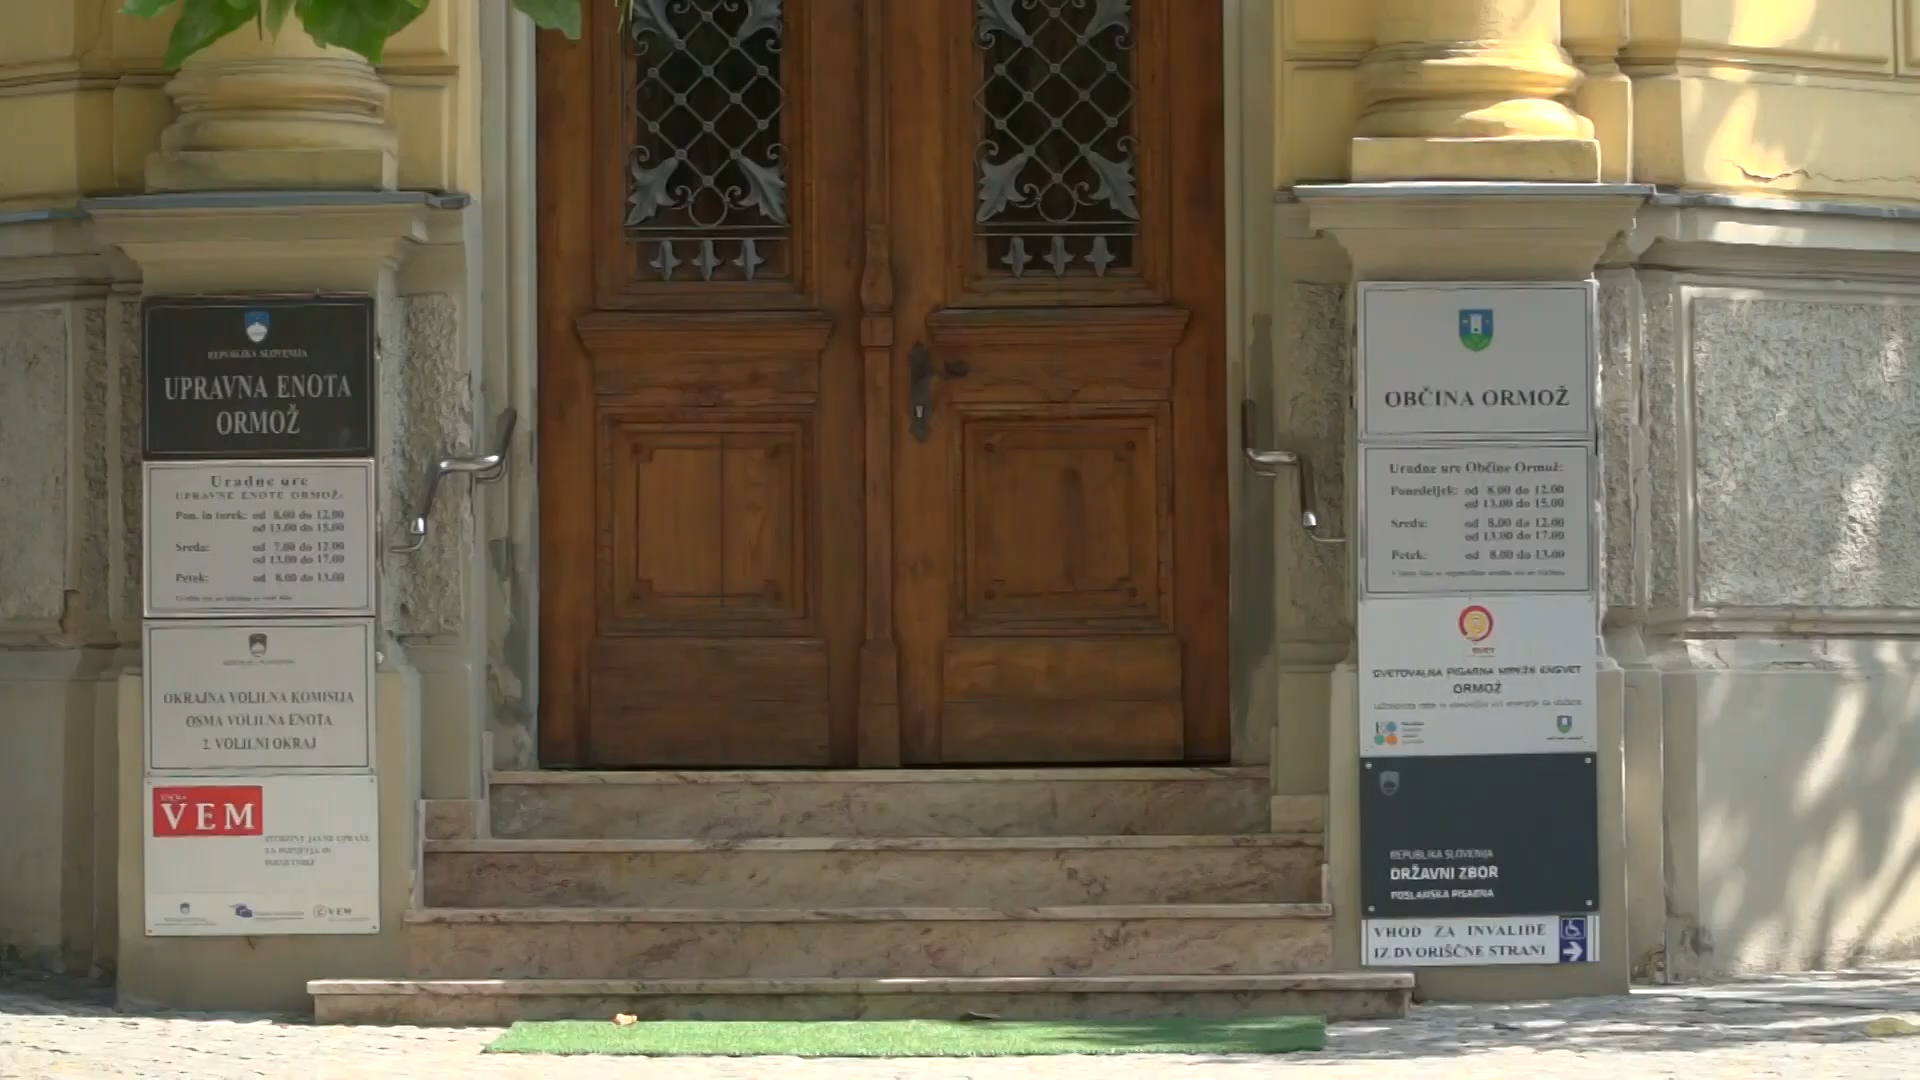 REPUBLIKA SLOVENIJA
UPRAVNA ENOTA
ORMOŽ
Uradne ure
UPRAVNE ENOTE ORMOŽ:
Pon. in torek: od 8.00 do 12.00
od 13.00 do 15.00
Sreda: od 7.00 do 12.00
od 13.00 do 17.00
Petek: od 8.00 do 13.00
OKRAJNA VOLILNA KOMISIJA
OSMA VOLILNA ENOTA
2. VOLILNI OKRAJ
VEM
VEM
OBČINA ORMOŽ
Uradne ure Občine Ormož:
Ponedeljek: od 8.00 do 12.00
od 13.00 do 15.00
Sreda: od 8.00 do 12.00
od 13.00 do 17.00
Petek: od 8.00 do 13.00
SVETOVALNA PISARNA MREŽE ENSVET
ORMOŽ
REPUBLIKA SLOVENIJA
DRŽAVNI ZBOR
POSLANSKA PISARNA
VHOD ZA INVALIDE
IZ DVORIŠČNE STRANI